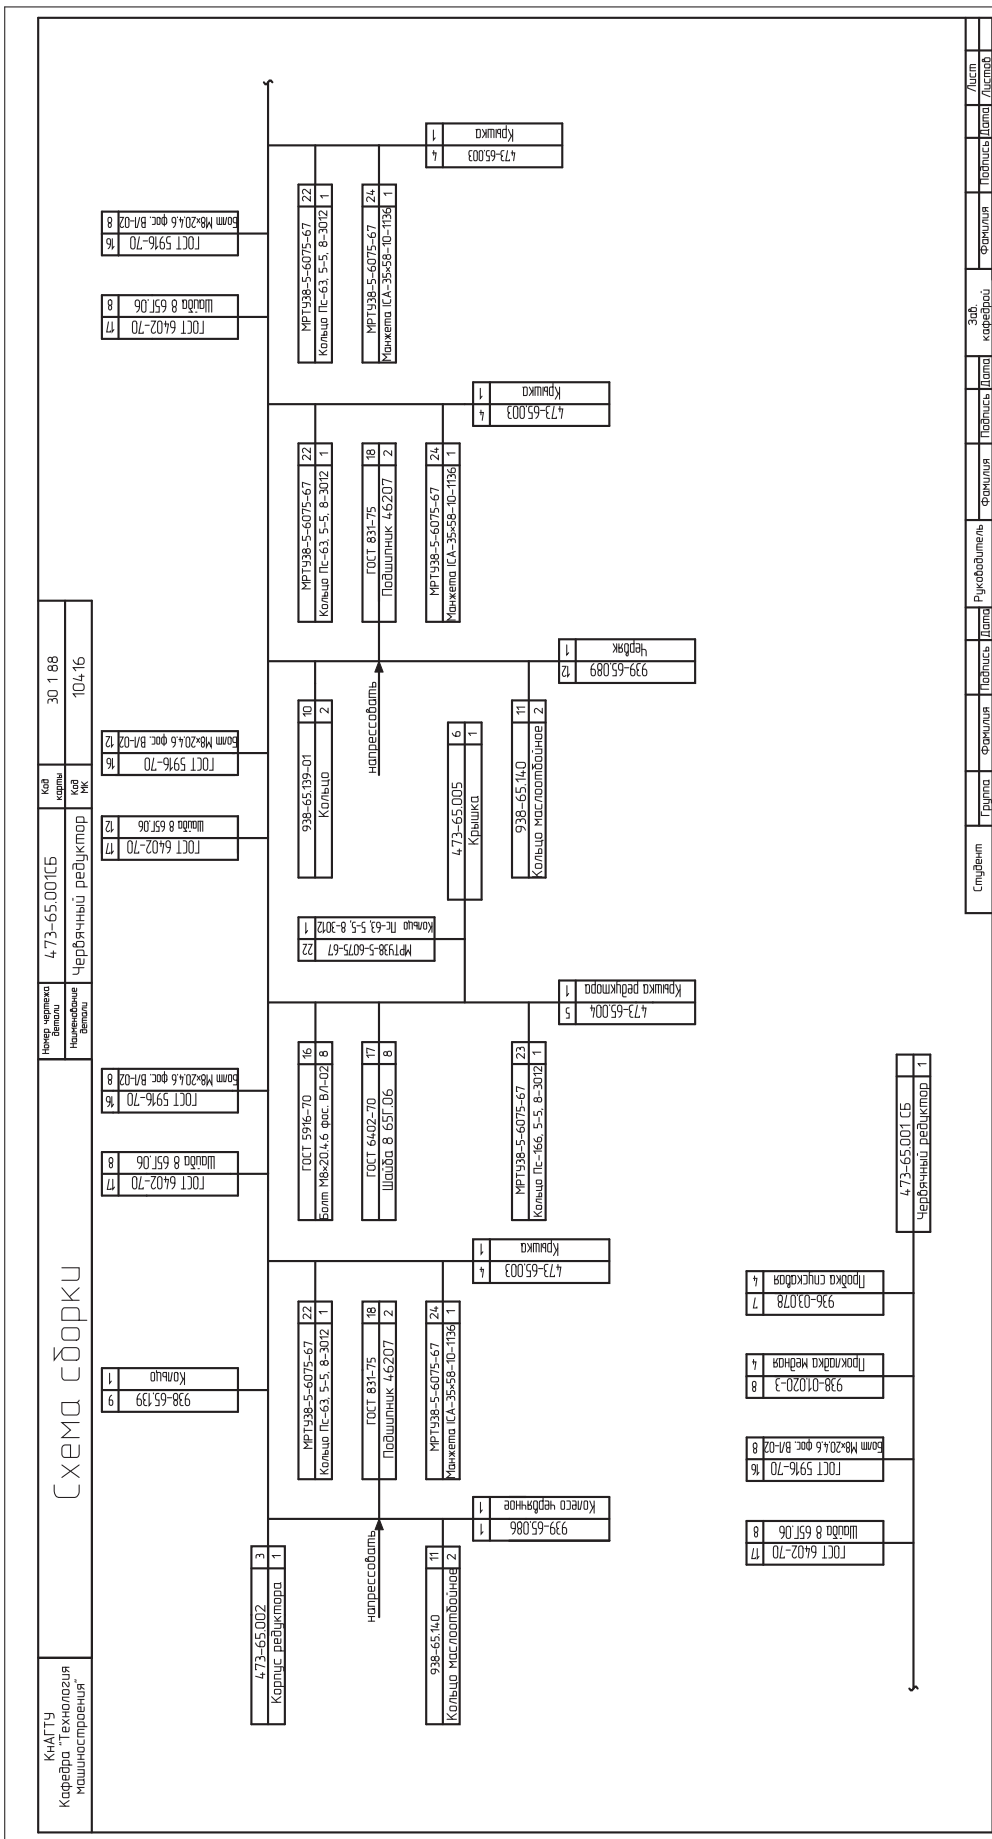 КнАГТУ
Кафедра "Технология
машиностроения"
Схема сборки
Номер чертежа
детали
473-65.001СБ
Код
карты
30 1 88
Наименование
детали
Червячный редуктор
Код
МК
10416
473-65.002
3
Корпус редуктора
1
939-65.086
1
Колесо червячное
1
938-65.140
11
Кольцо маслоотбойное
2
напрессовать
ГОСТ 831-75
18
Подшипник 46207
2
938-65.139
9
Кольцо
1
473-65.003
4
Крышка
1
МРТУ38-5-6075-67
22
Кольцо Пс-63, 5-5, 8-3012
1
МРТУ38-5-6075-67
24
Манжета IСА-35×58-10-1136
1
ГОСТ 6402-70
17
Шайба 8 65Г.06
8
ГОСТ 5916-70
16
Болт М8×20.4.6 фос. В/1-02
8
473-65.004
5
Крышка редуктора
1
ГОСТ 5916-70
16
Болт М8×20.4.6 фос. В/1-02
8
ГОСТ 6402-70
17
Шайба 8 65Г.06
8
МРТУ38-5-6075-67
23
Кольцо Пс-166, 5-5, 8-3012
1
МРТУ38-5-6075-67
22
Кольцо Пс-63, 5-5, 8-3012
1
473-65.005
6
Крышка
1
ГОСТ 6402-70
17
Шайба 8 65Г.06
12
ГОСТ 5916-70
16
Болт М8×20.4.6 фос. В/1-02
12
939-65.089
12
Червяк
1
938-65.139-01
10
Кольцо
2
938-65.140
11
Кольцо маслоотбойное
2
напрессовать
ГОСТ 831-75
18
Подшипник 46207
2
473-65.003
4
Крышка
1
МРТУ38-5-6075-67
22
Кольцо Пс-63, 5-5, 8-3012
1
МРТУ38-5-6075-67
24
Манжета IСА-35×58-10-1136
1
ГОСТ 6402-70
17
Шайба 8 65Г.06
8
ГОСТ 5916-70
16
Болт М8×20.4.6 фос. В/1-02
8
473-65.003
4
Крышка
1
МРТУ38-5-6075-67
22
Кольцо Пс-63, 5-5, 8-3012
1
МРТУ38-5-6075-67
24
Манжета IСА-35×58-10-1136
1
ГОСТ 6402-70
17
Шайба 8 65Г.06
8
ГОСТ 5916-70
16
Болт М8×20.4.6 фос. В/1-02
8
938-01.020-3
8
Прокладка медная
4
936-03.078
7
Пробка спусковая
4
473-65.001 СБ
Червячный редуктор
1
Студент
Группа
Фамилия
Подпись
Дата
Руководитель
Фамилия
Подпись
Дата
Зав.
кафедрой
Фамилия
Подпись
Дата
Лист
Листов